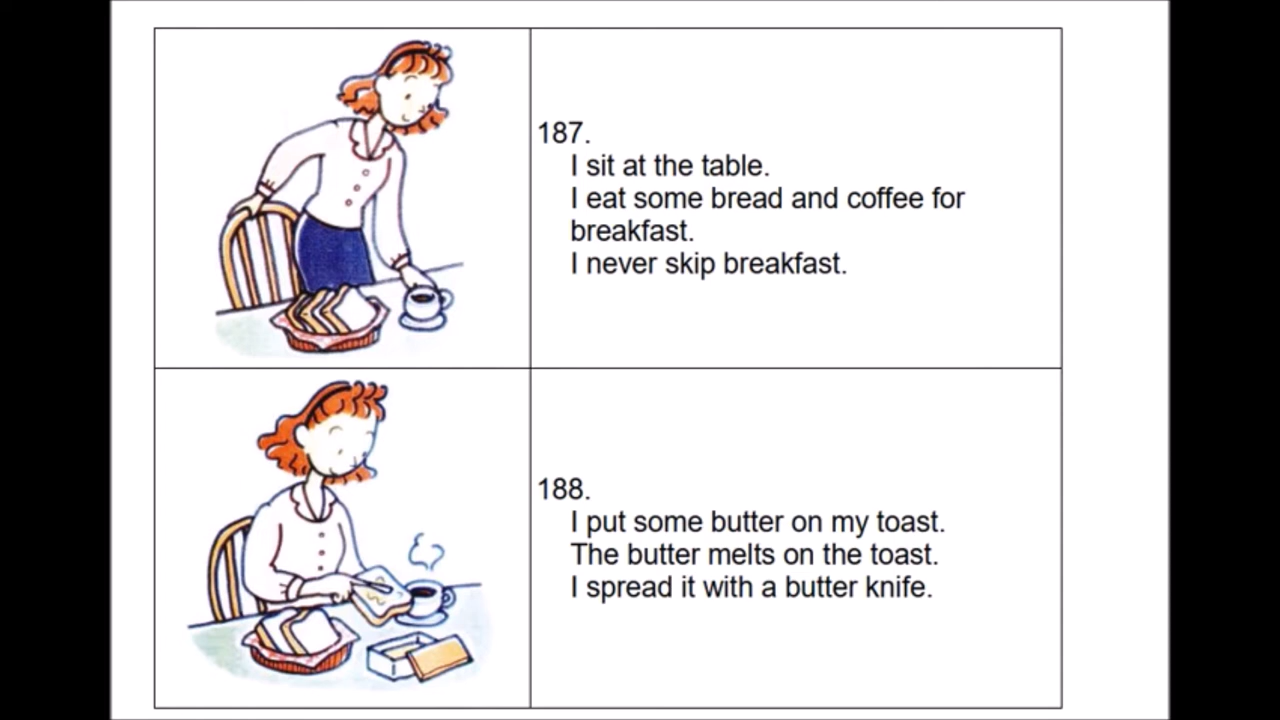 187.
I sit at the table.
I eat some bread and coffee for
breakfast.
I never skip breakfast.
188.
I put some butter on my toast.
The butter melts on the toast.
I spread it with a butter knife.